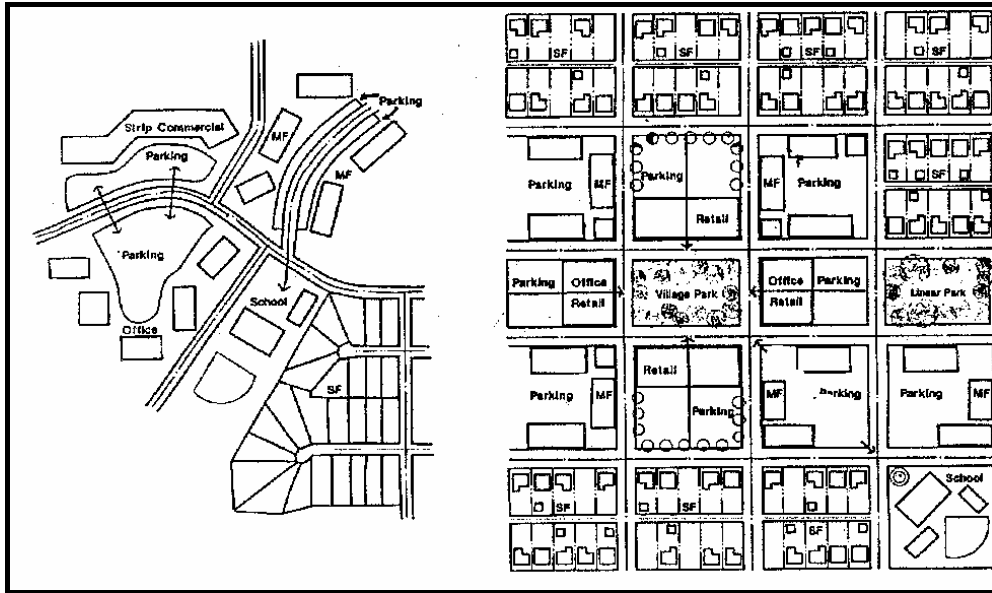 Parking
Strip Commercial
MF
Parking
MF
Parking
School
Office
SF
SF
SF
SF
SF
Parking
MF
Parking
Retail
MF
Parking
SF
Parking
Office
Retail
Village Park
Office
Parking
Retail
Linear Park
Parking
MF
Retail
Parking
MF
Parking
Parking
MF
SF
SF
SF
School